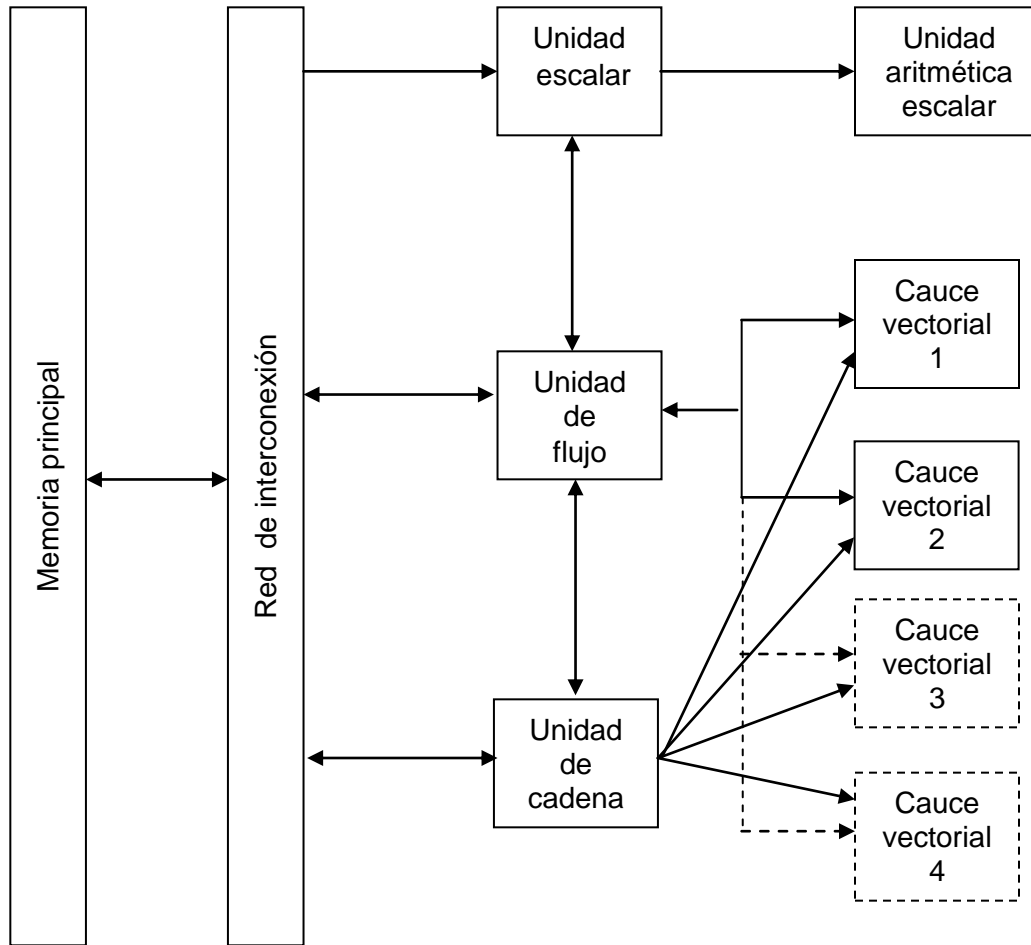 Memoria principal
Red de interconexión
Unidad
escalar
Unidad
aritmética
escalar
Unidad
de
flujo
Cauce
vectorial
1
Cauce
vectorial
2
Cauce
vectorial
3
Unidad
de
cadena
Cauce
vectorial
4